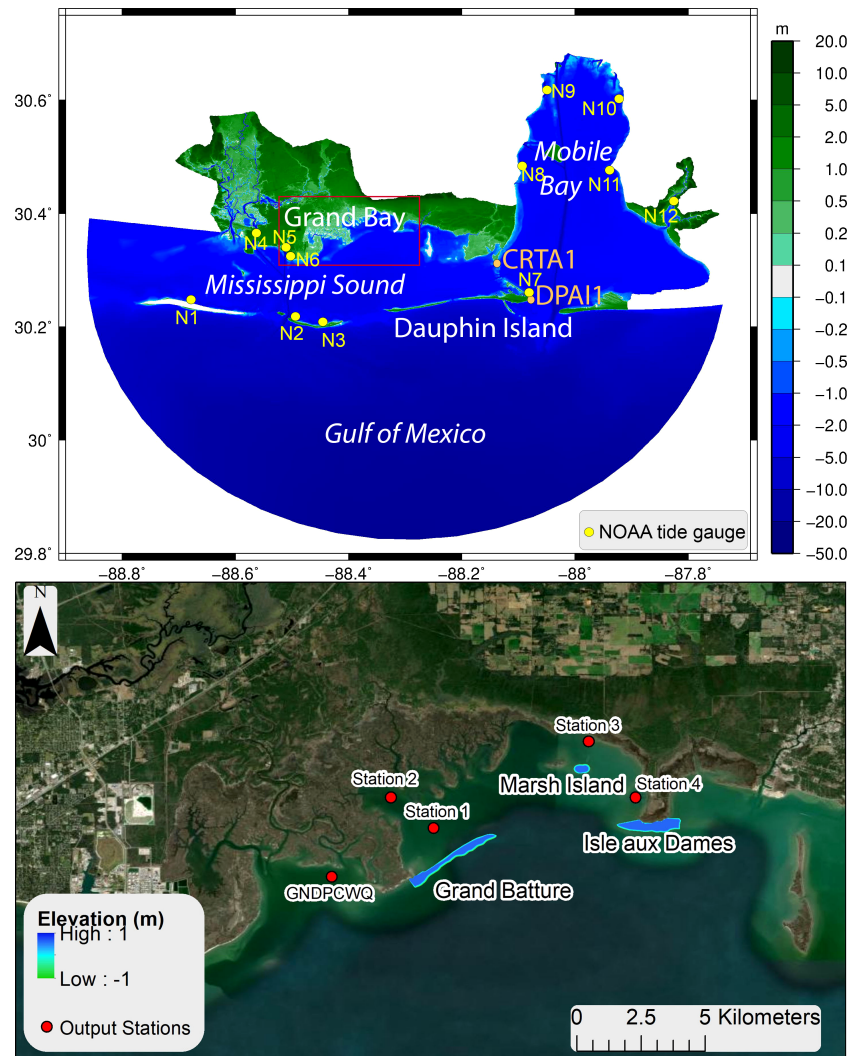 m
20.0
10.0
5.0
2.0
1.0
0.5
0.2
0.1
−0.1
−0.2
−0.5
−1.0
−2.0
−5.0
−10.0
−20.0
−50.0
30.6˚
30.4˚
30.2˚
30˚
29.8˚
−88.8˚
−88.6˚
−88.4˚
−88.2˚
−88˚
−87.8˚
N9
N10
Mobile
Bay
N8
N11
N12
Grand Bay
N4
N5
N6
CRTA1
Mississippi Sound
N7
DPAI1
N1
N2
N3
Dauphin Island
Gulf of Mexico
NOAA tide gauge
N
Station 3
Marsh Island
Station 2
Station 4
Station 1
Isle aux Dames
GNDPCWQ
Grand Batture
Elevation (m)
High : 1
Low : -1
Output Stations
0 2.5 5 Kilometers